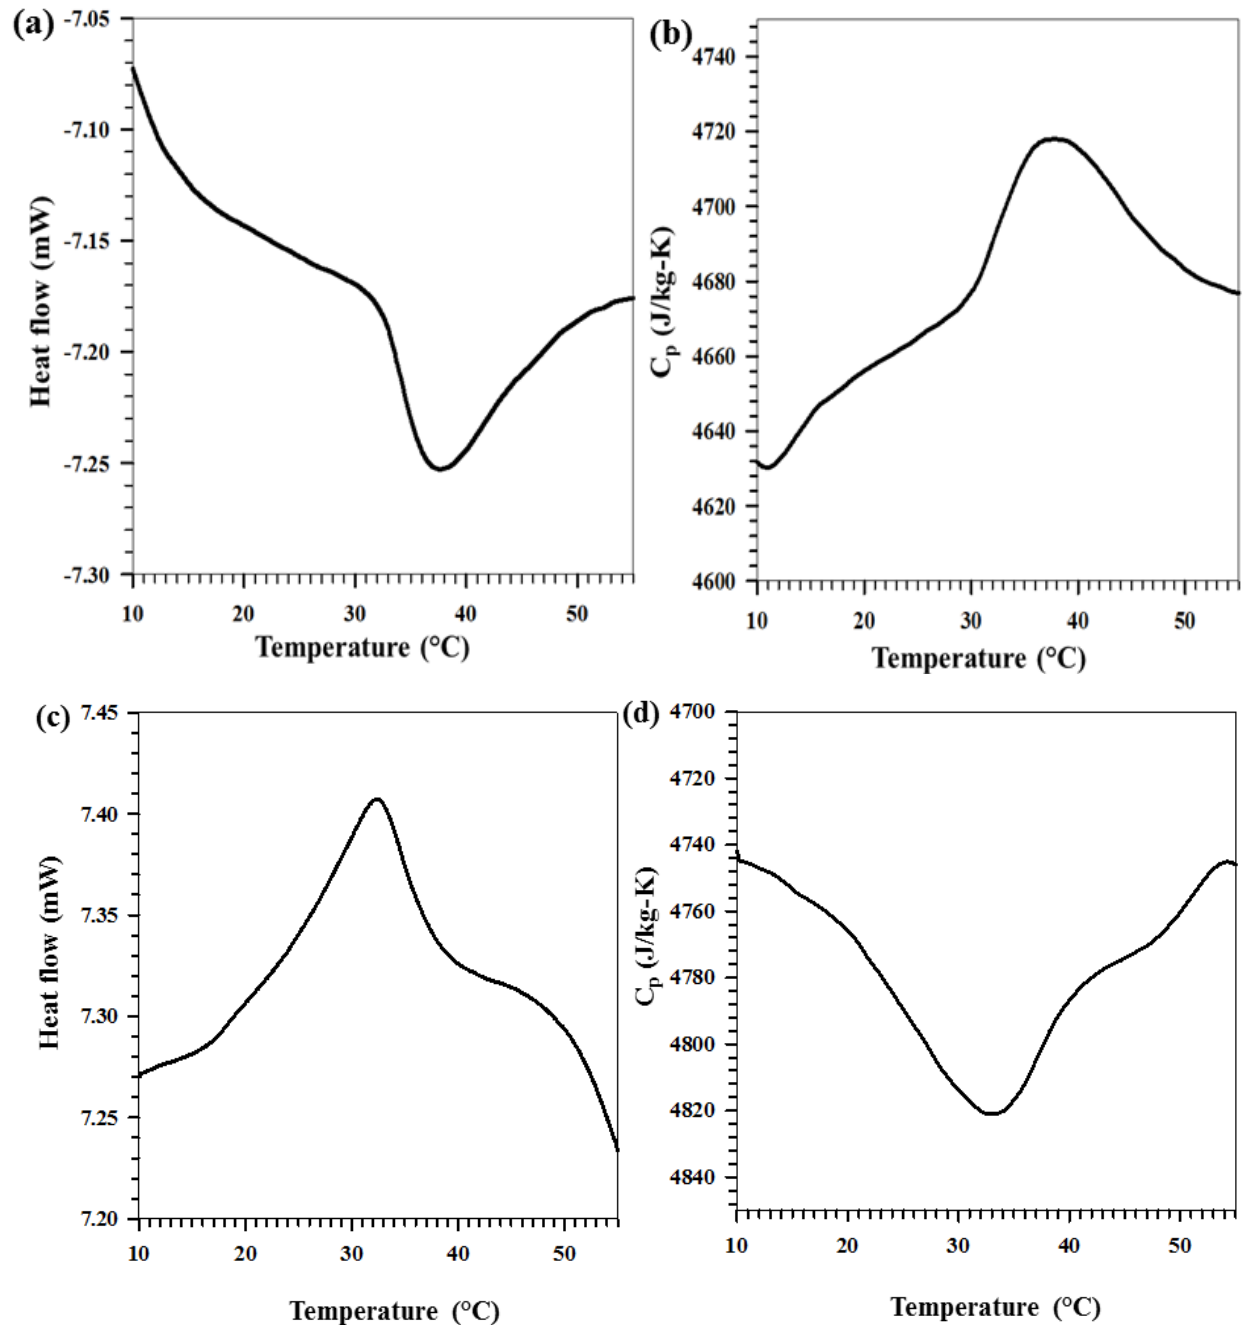 (a)
-7.05
-7.10
-7.15
-7.20
-7.25
-7.30
Heat flow (mW)
10 20 30 40 50
Temperature (°C)
(b)
4740
4720
4700
4680
4660
4640
4620
4600
Cp (J/kg-K)
10 20 30 40 50
Temperature (°C)
(c)
7.45
7.40
7.35
7.30
7.25
7.20
Heat flow (mW)
10 20 30 40 50
Temperature (°C)
(d)
4700
4720
4740
4760
4780
4800
4820
4840
Cp (J/kg-K)
10 20 30 40 50
Temperature (°C)